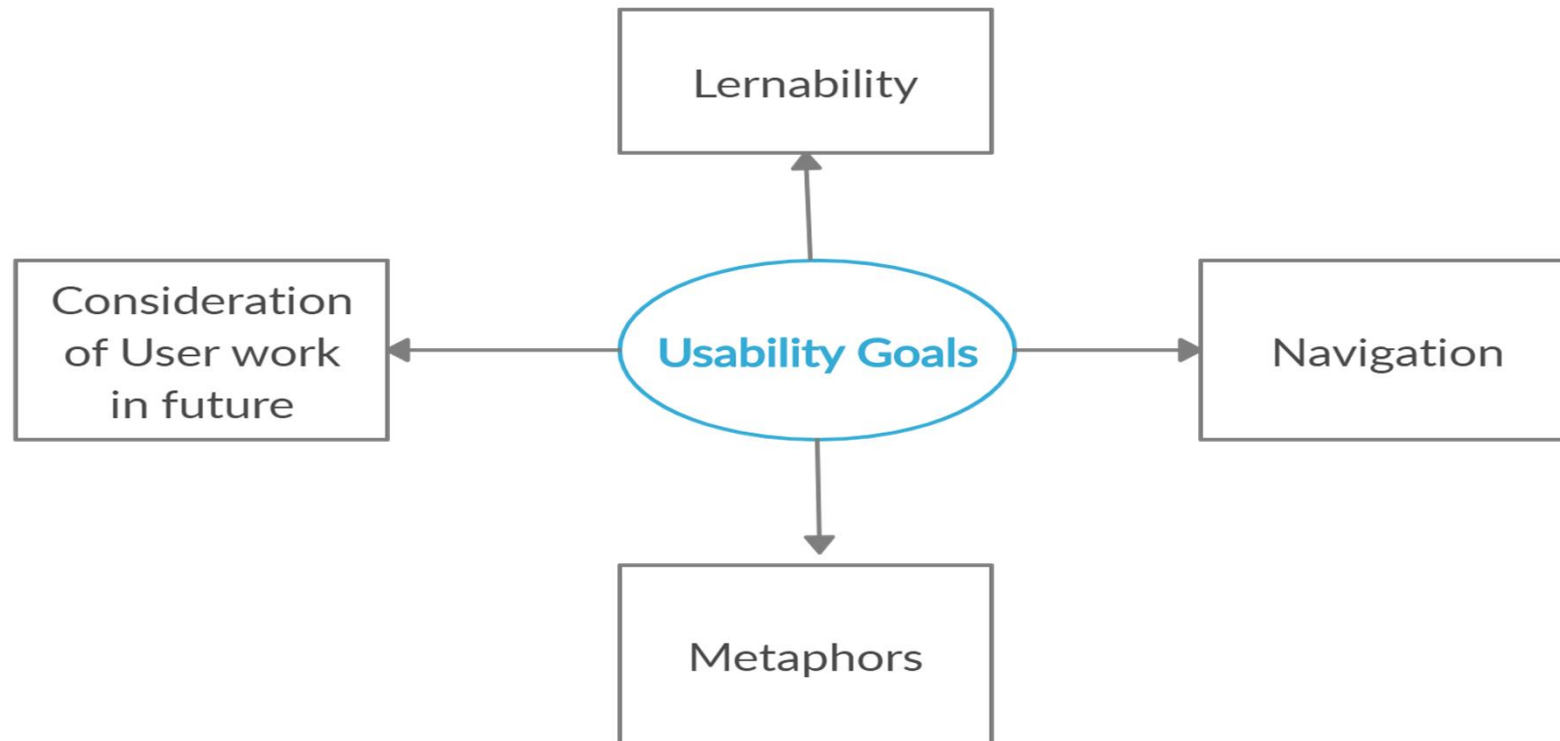 Lernability
Consideration
of User work
in future
Usability Goals
Navigation
Metaphors